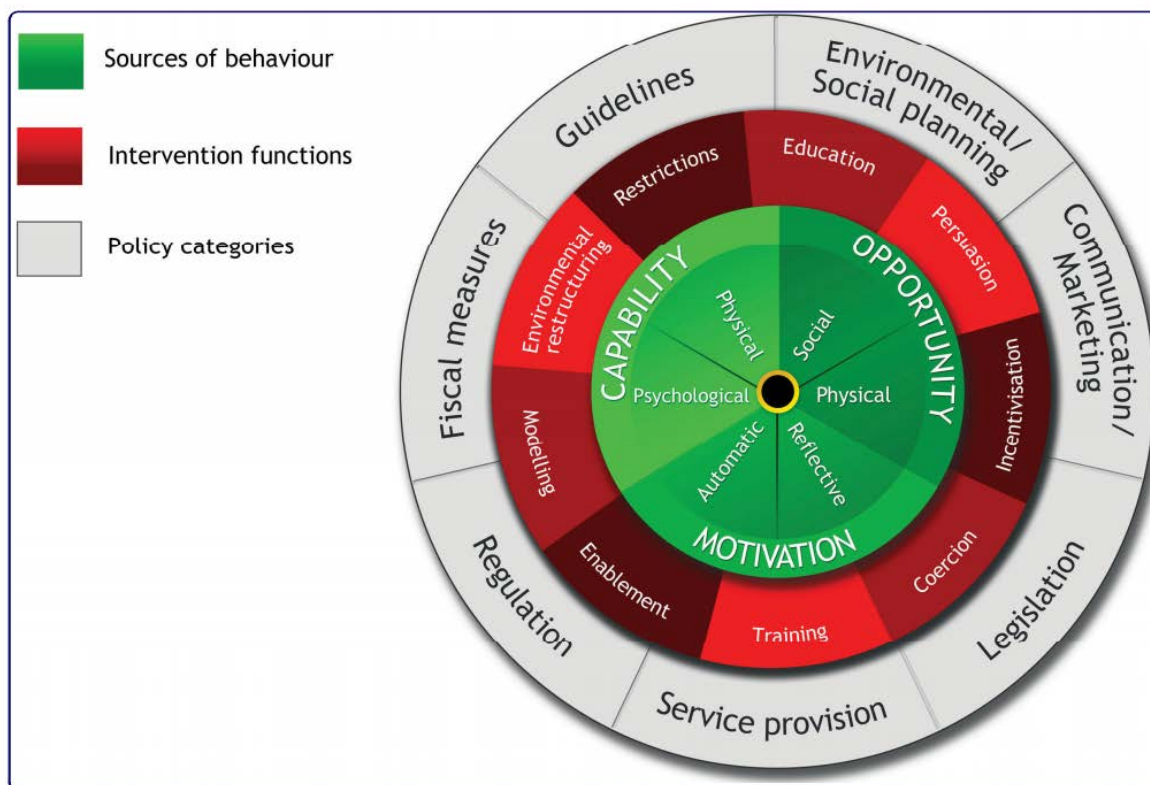 Sources of behaviour
Intervention functions
Policy categories
Guidelines
Environmental/
Social planning
Communication/
Marketing
Legislation
Service provision
Regulation
Fiscal measures
Restrictions
Education
Persuasion
Incentivisation
Coercion
Training
Enablement
Modelling
Environmental
restructuring
CAPABILITY
OPPORTUNITY
MOTIVATION
Physical
Social
Psychological
Physical
Automatic
Reflective